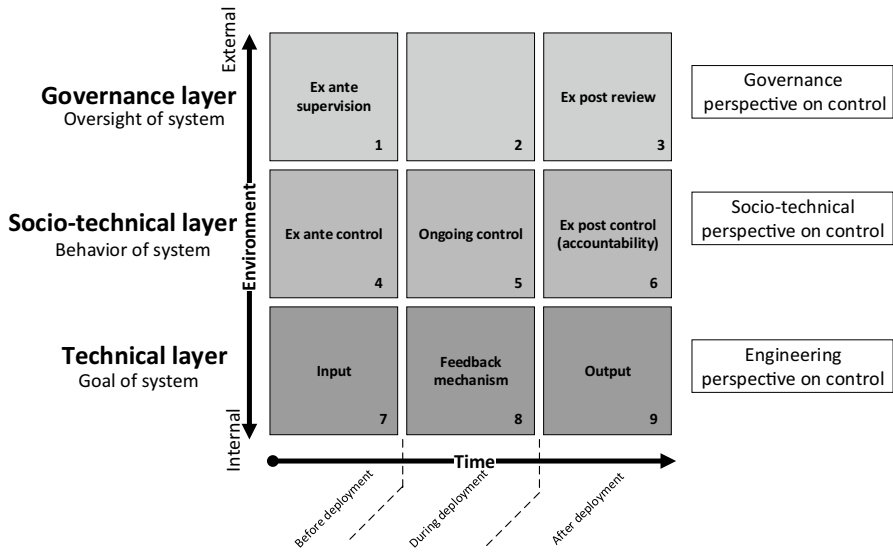 External
Governance layer
Oversight of system
Ex ante
supervision
1
2
Ex post review
3
Governance
perspective on control
Environment
Socio-technical layer
Behavior of system
Ex ante control
4
Ongoing control
5
Ex post control
(accountability)
6
Socio-technical
perspective on control
Technical layer
Goal of system
Input
7
Feedback
mechanism
8
Output
9
Engineering
perspective on control
Internal
Time
Before deployment
During deployment
After deployment